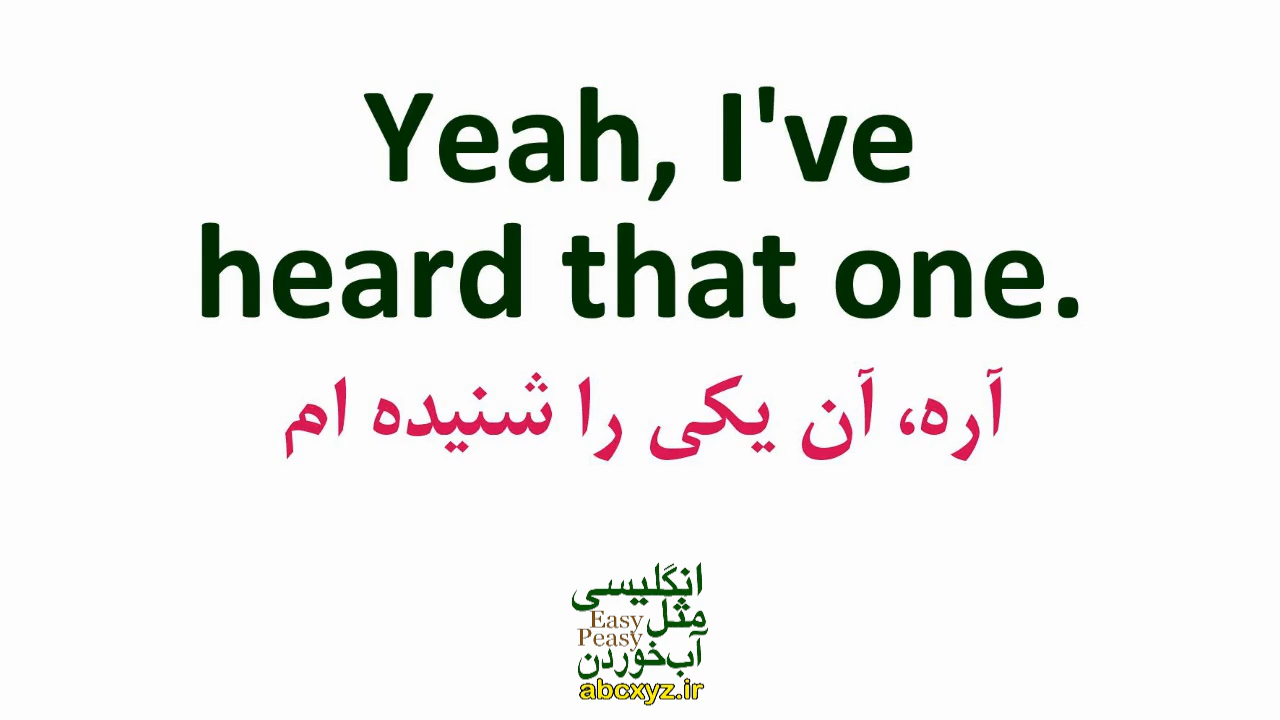 Yeah, I've
heard that one.
آره، آن یکی را شنیده ام
انگلیسی
مثل
Easy
Peasy
آب‌خوردن
abcxyz.ir